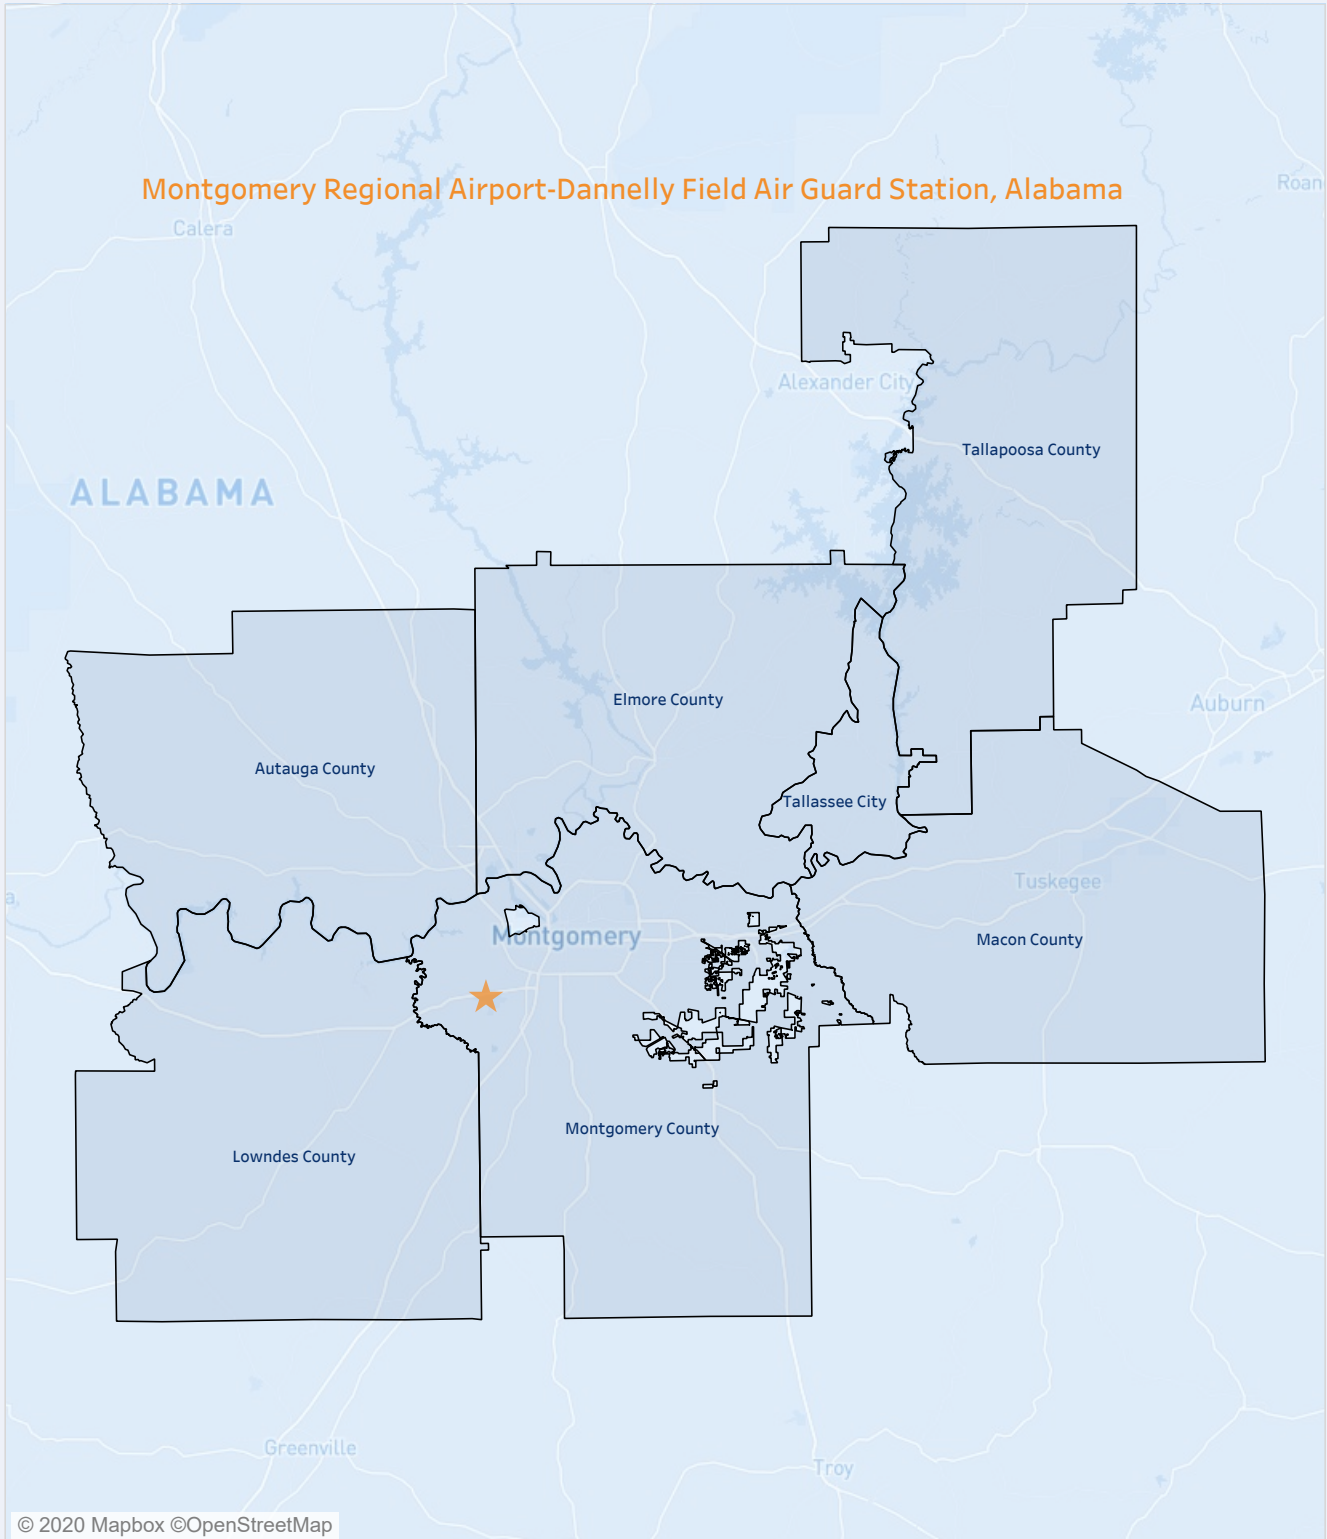 Montgomery Regional Airport-Dannelly Field Air Guard Station, Alabama
Roan
Calera
Alexander City
Tallapoosa County
ALABAMA
Elmore County
Auburn
Autauga County
Tallassee City
Tuskegee
a.
Montgomery
Macon County
Montgomery County
Lowndes County
Greenville
Troy
© 2020 Mapbox ©OpenStreetMap